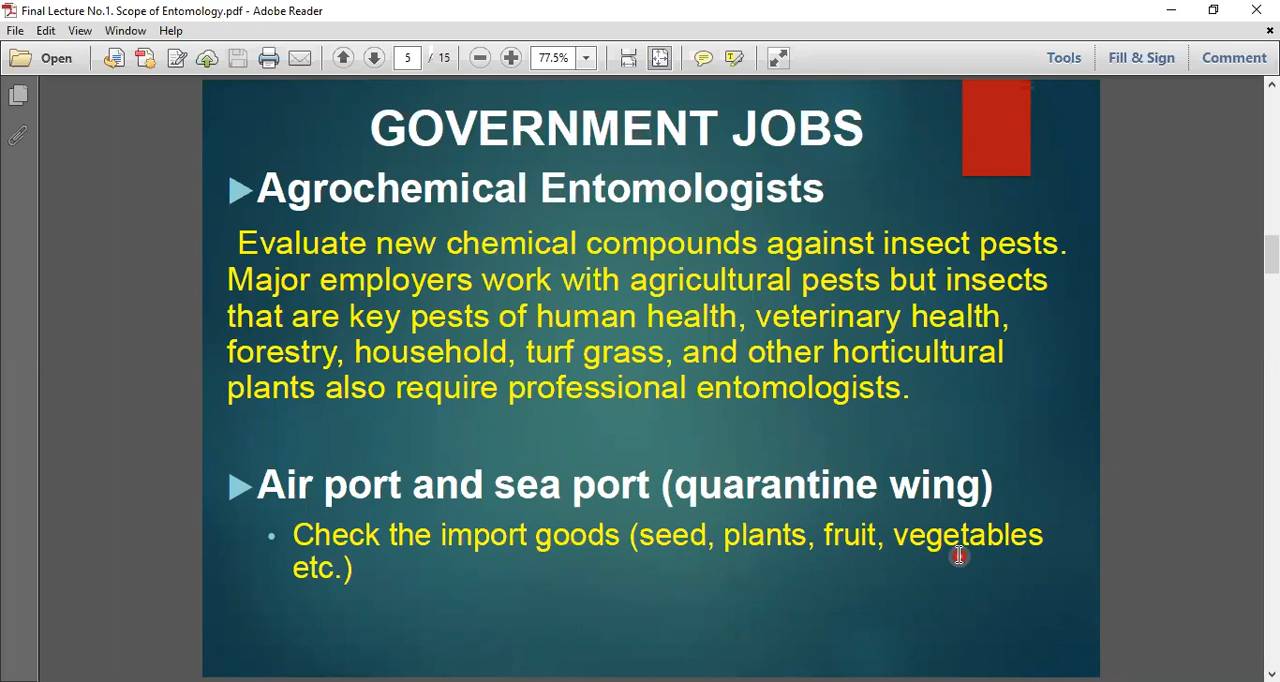 Final Lecture No.1. Scope of Entomology.pdf - Adobe Reader
File Edit View Window Help
Open 5 / 15 77.5% Tools Fill & Sign Comment
GOVERNMENT JOBS
Agrochemical Entomologists
Evaluate new chemical compounds against insect pests.
Major employers work with agricultural pests but insects
that are key pests of human health, veterinary health,
forestry, household, turf grass, and other horticultural
plants also require professional entomologists.
Air port and sea port (quarantine wing)
• Check the import goods (seed, plants, fruit, vegetables
etc.)